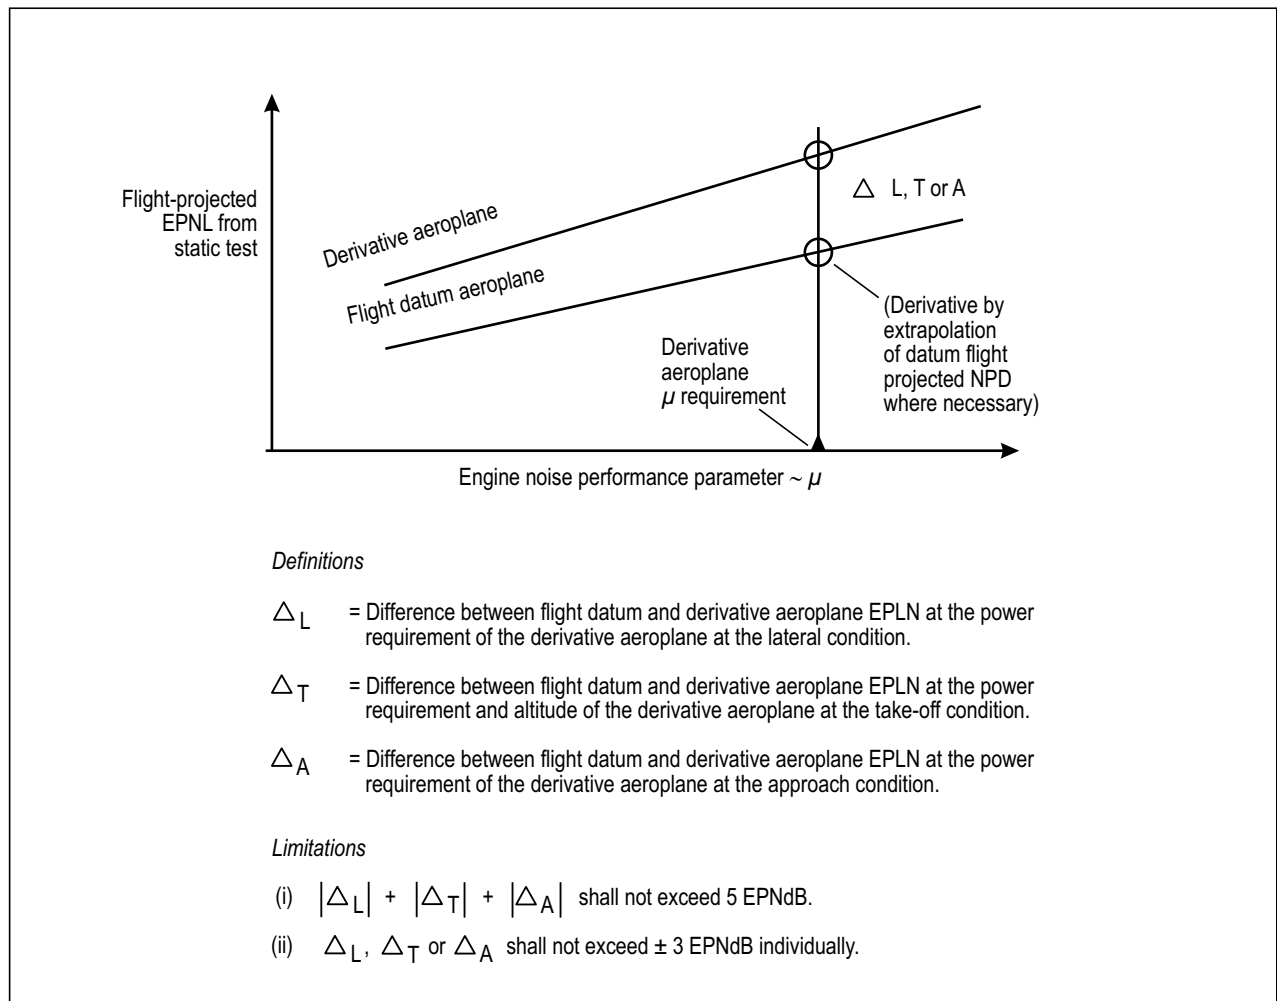 Flight-projected
EPNL from
static test
Derivative aeroplane
Flight datum aeroplane
△ L, T or A
(Derivative by
extrapolation
of datum flight
projected NPD
where necessary)
Derivative
aeroplane
μ requirement
Engine noise performance parameter ~ μ
Definitions
△ L = Difference between flight datum and derivative aeroplane EPLN at the power
requirement of the derivative aeroplane at the lateral condition.
△ T = Difference between flight datum and derivative aeroplane EPLN at the power
requirement and altitude of the derivative aeroplane at the take-off condition.
△ A = Difference between flight datum and derivative aeroplane EPLN at the power
requirement of the derivative aeroplane at the approach condition.
Limitations
(i) |△ L| + |△ T| + |△ A| shall not exceed 5 EPNdB.
(ii) △ L, △ T or △ A shall not exceed ± 3 EPNdB individually.